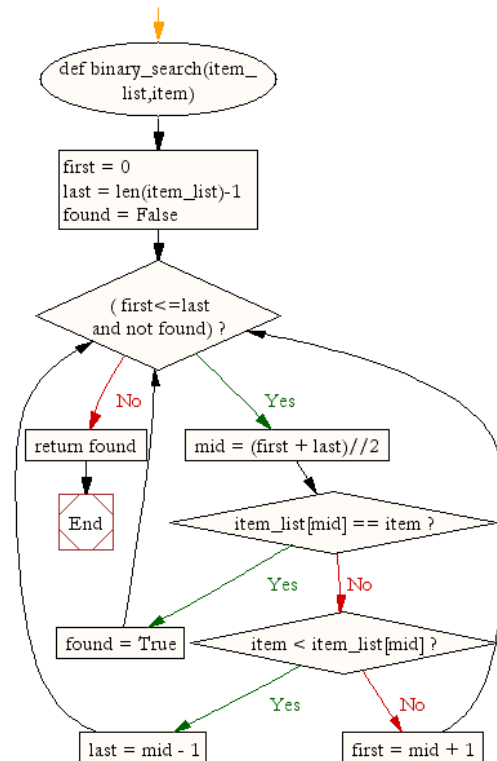 def binary_search(item_
list,item)
first = 0
last = len(item_list)-1
found = False
( first<=last
and not found) ?
No
Yes
return found
mid = (first + last)//2
End
item_list[mid] == item ?
Yes
No
found = True
item < item_list[mid] ?
Yes
No
last = mid - 1
first = mid + 1